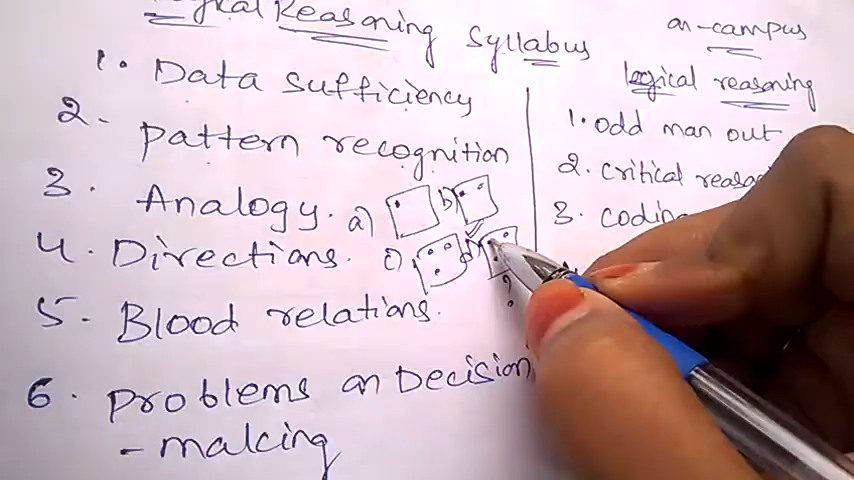 Reasoning Syllabus
1. Data sufficiency
2. Pattern recognition
3. Analogy. a) b)
4. Directions. c) d)
?
5. Blood relations.
6. Problems on Decision
- making
on-campus
logical reasoning
1. odd man out
2. critical
3.